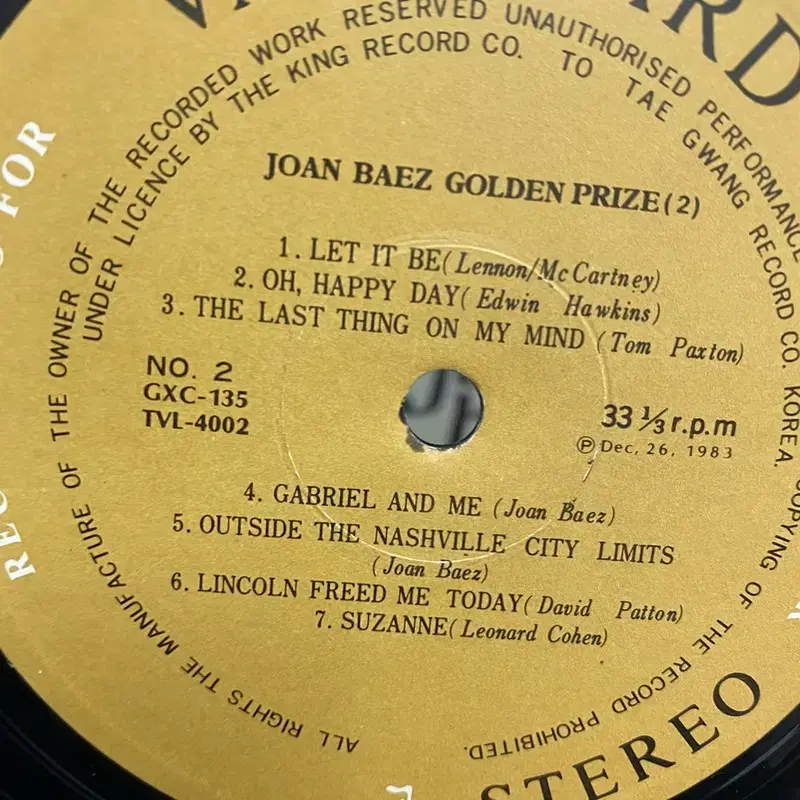 ALL RIGHTS THE MANUFACTURE OF THE OWNER OF THE RECORDED WORK RESERVED UNAUTHORISED PERFORMANCE COPYING OF THE RECORD PROHIBITED.
UNDER LICENCE BY THE KING RECORD CO. TO TAE GWANG RECORD CO. KOREA.
FOR
JOAN BAEZ GOLDEN PRIZE(2)
1. LET IT BE(Lennon/McCartney)
2. OH, HAPPY DAY( Edwin Hawkins)
3. THE LAST THING ON MY MIND (Tom Paxton)
NO. 2
GXC-135
TVL-4002
33 1/3 r.p.m
Ⓟ Dec, 26, 1983
4. GABRIEL AND ME (Joan Baez)
5. OUTSIDE THE NASHVILLE CITY LIMITS
(Joan Baez)
6. LINCOLN FREED ME TODAY( David Patton)
7. SUZANNE( Leonard Cohen)
STEREO